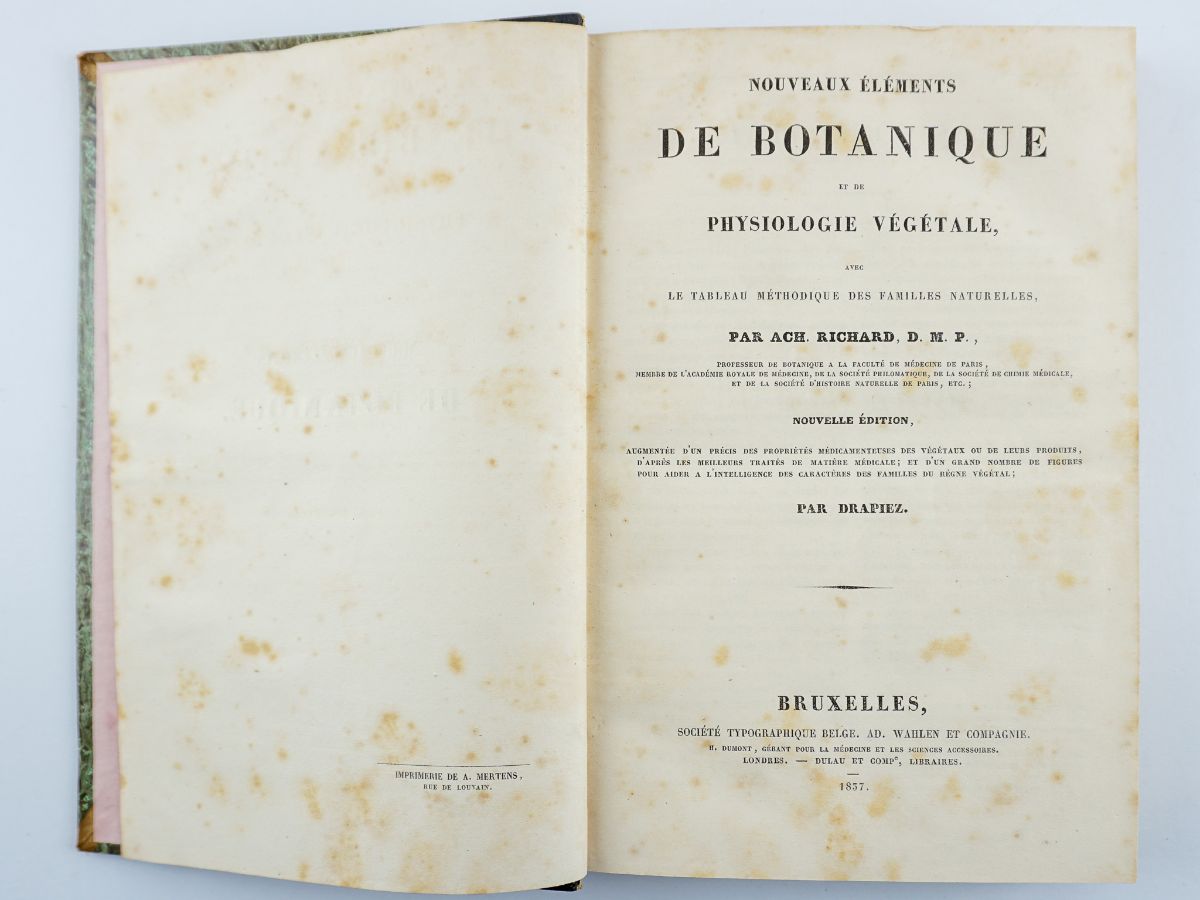 IMPRIMERIE DE A. MERTENS,
RUE DE LOUVAIN.
NOUVEAUX ÉLÉMENTS
DE BOTANIQUE
ET DE
PHYSIOLOGIE VÉGÉTALE,
AVEC
LE TABLEAU MÉTHODIQUE DES FAMILLES NATURELLES,
PAR ACH. RICHARD, D. M. P.,
PROFESSEUR DE BOTANIQUE A LA FACULTÉ DE MÉDECINE DE PARIS,
MEMBRE DE L'ACADÉMIE ROYALE DE MÉDECINE, DE LA SOCIÉTÉ PHILOMATIQUE, DE LA SOCIÉTÉ DE CHIMIE MÉDICALE,
ET DE LA SOCIÉTÉ D'HISTOIRE NATURELLE DE PARIS, ETC.;
NOUVELLE ÉDITION,
AUGMENTÉE D'UN PRÉCIS DES PROPRIÉTÉS MÉDICAMENTEUSES DES VÉGÉTAUX OU DE LEURS PRODUITS,
D'APRÈS LES MEILLEURS TRAITÉS DE MATIÈRE MÉDICALE; ET D'UN GRAND NOMBRE DE FIGURES
POUR AIDER A L'INTELLIGENCE DES CARACTÈRES DES FAMILLES DU RÈGNE VÉGÉTAL;
PAR DRAPIEZ.
BRUXELLES,
SOCIÉTÉ TYPOGRAPHIQUE BELGE. AD. WAHLEN ET COMPAGNIE.
H. DUMONT, GÉRANT POUR LA MÉDECINE ET LES SCIENCES ACCESSOIRES.
LONDRES. — DULAU ET COMPe, LIBRAIRES.
1837.